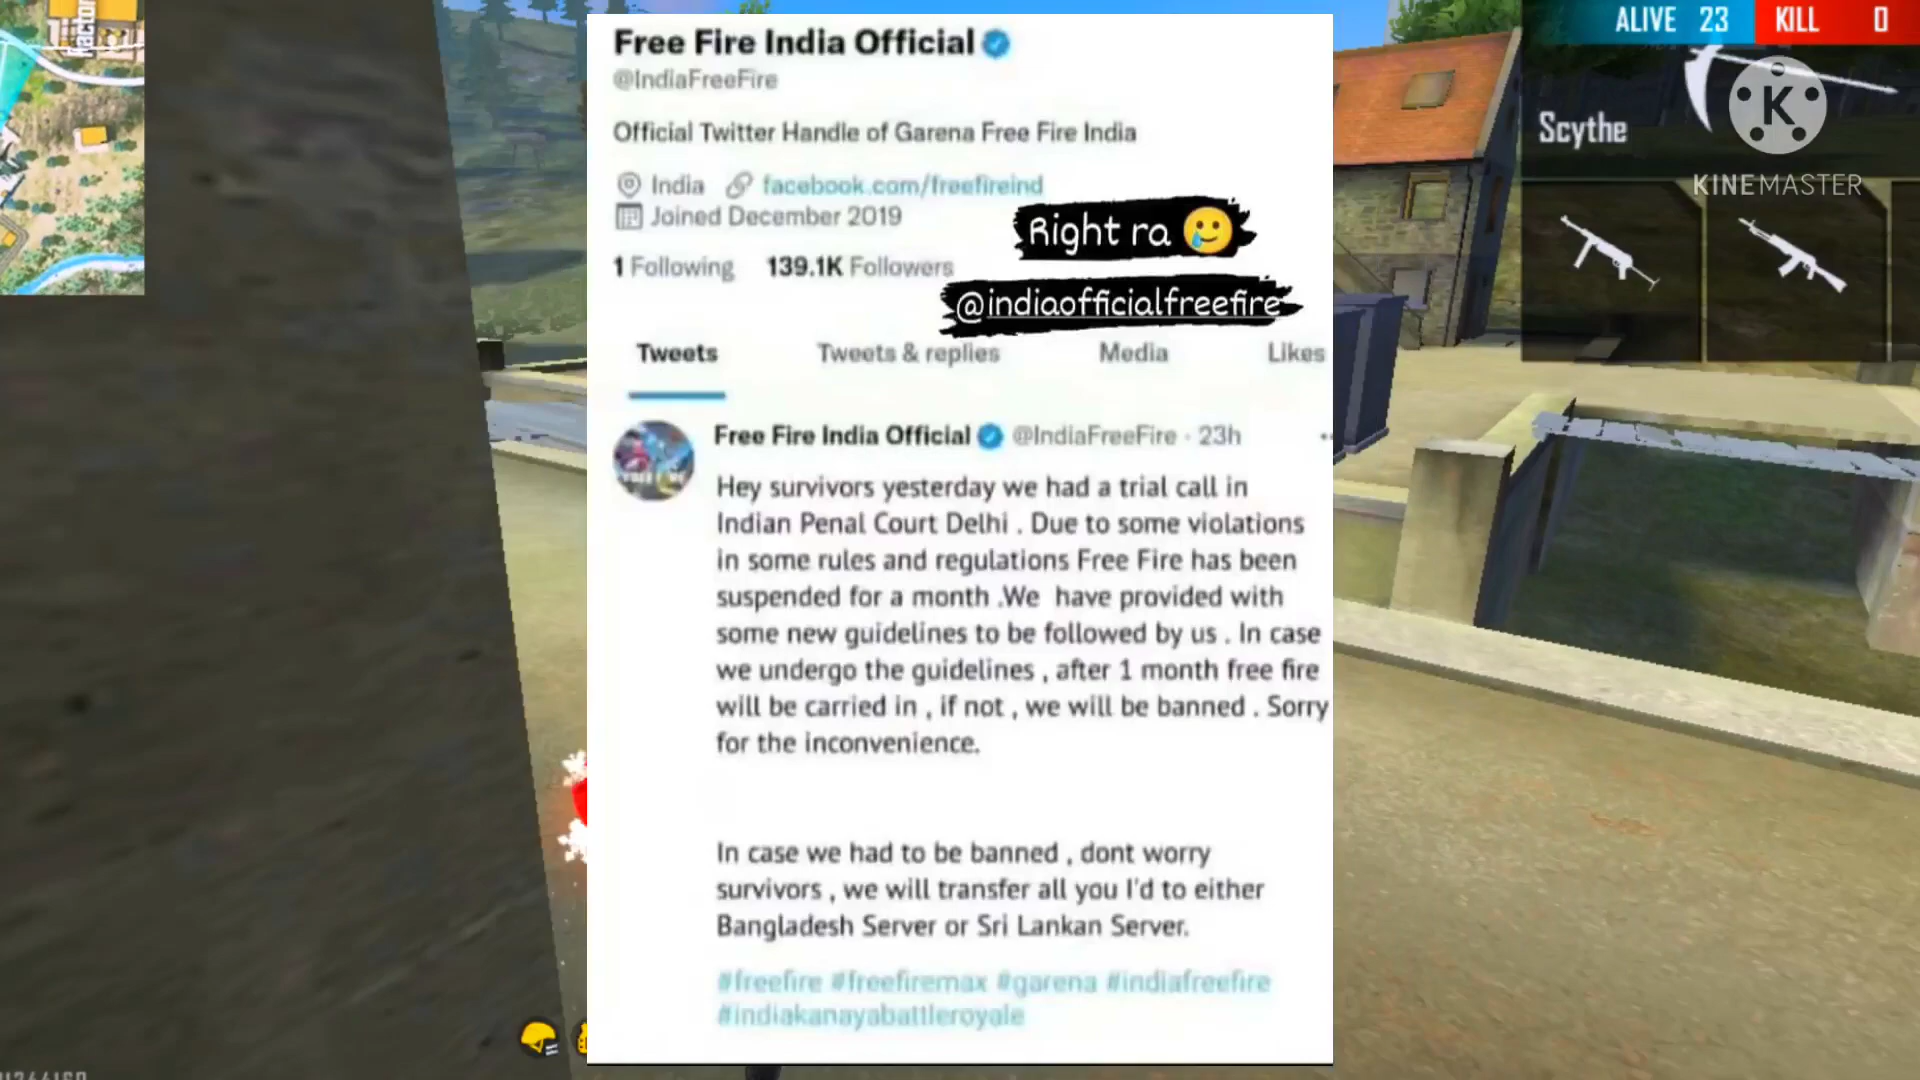 Factory
ALIVE 23 KILL 0
Scythe
KINEMASTER
Free Fire India Official
@IndiaFreeFire
Official Twitter Handle of Garena Free Fire India
India facebook.com/freefireind
Joined December 2019
Right ra 🥲
1 Following 139.1K Followers
@indiaofficialfreefire
Tweets Tweets & replies Media Likes
Free Fire India Official @IndiaFreeFire · 23h
Hey survivors yesterday we had a trial call in
Indian Penal Court Delhi . Due to some violations
in some rules and regulations Free Fire has been
suspended for a month .We have provided with
some new guidelines to be followed by us . In case
we undergo the guidelines , after 1 month free fire
will be carried in , if not , we will be banned . Sorry
for the inconvenience.
In case we had to be banned , dont worry
survivors , we will transfer all you I'd to either
Bangladesh Server or Sri Lankan Server.
#freefire #freefiremax #garena #indiafreefire
#indiakanayabattleroyale